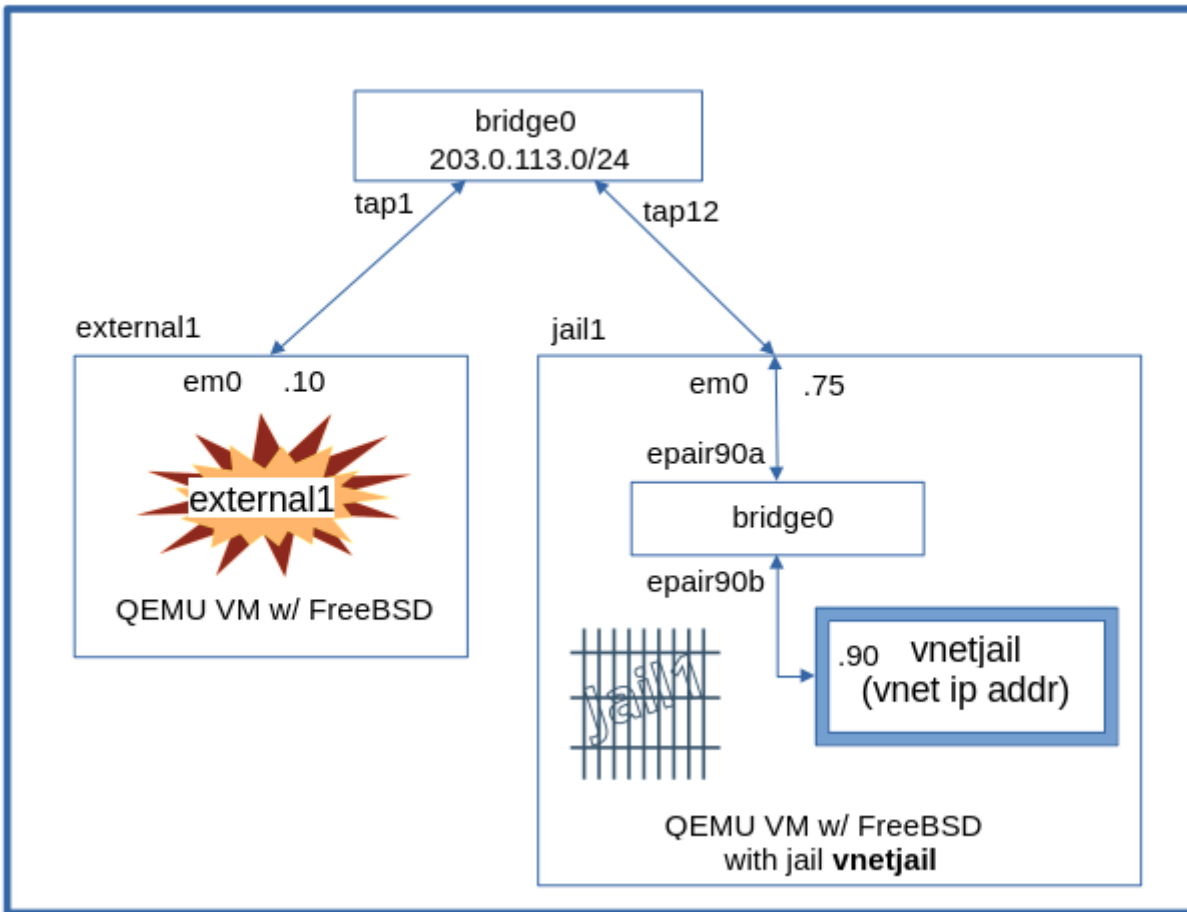 bridge0
203.0.113.0/24
tap1
tap12
external1
jail1
em0 .10
em0 .75
external1
epair90a
bridge0
epair90b
QEMU VM w/ FreeBSD
.90 vnetjail
(vnet ip addr)
Jail1
QEMU VM w/ FreeBSD
with jail vnetjail